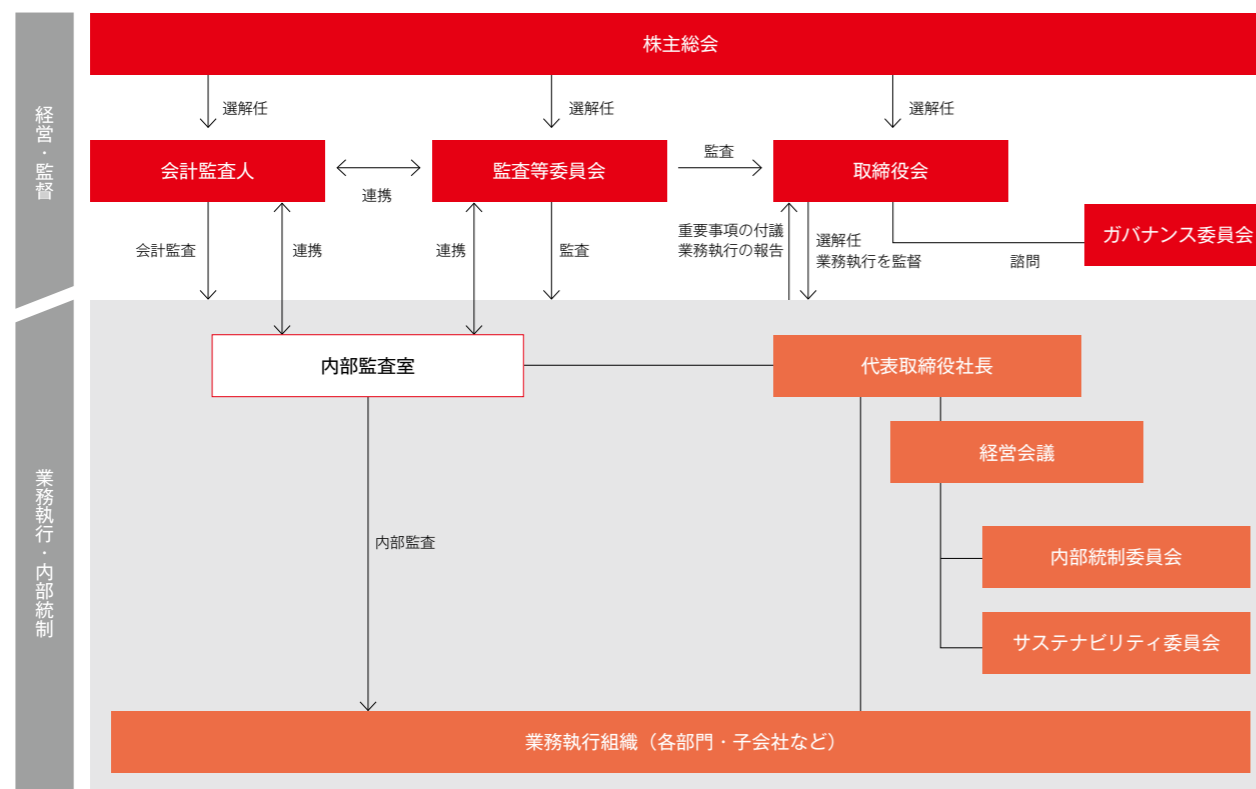 経営・監督
株主総会
選解任
選解任
選解任
会計監査人
連携
監査等委員会
監査
取締役会
ガバナンス委員会
会計監査
連携
連携
監査
重要事項の付議
業務執行の報告
選解任
業務執行を監督
諮問
業務執行・内部統制
内部監査室
代表取締役社長
経営会議
内部監査
内部統制委員会
サステナビリティ委員会
業務執行組織（各部門・子会社など）